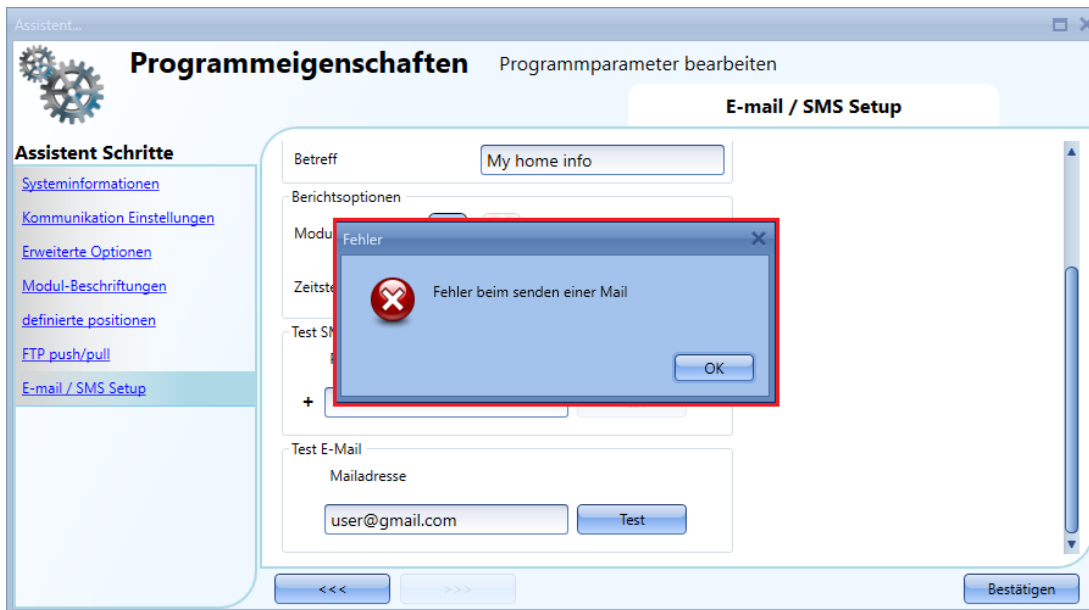 Assistent...
Programmeigenschaften Programmparameter bearbeiten
E-mail / SMS Setup
Assistent Schritte
Systeminformationen
Kommunikation Einstellungen
Erweiterte Optionen
Modul-Beschriftungen
definierte positionen
FTP push/pull
E-mail / SMS Setup
Betreff My home info
Berichtsoptionen
Modu
Zeitste
Fehler
Fehler beim senden einer Mail
OK
Test
+
Test E-Mail
Mailadresse
user@gmail.com Test
<<< >>> Bestätigen